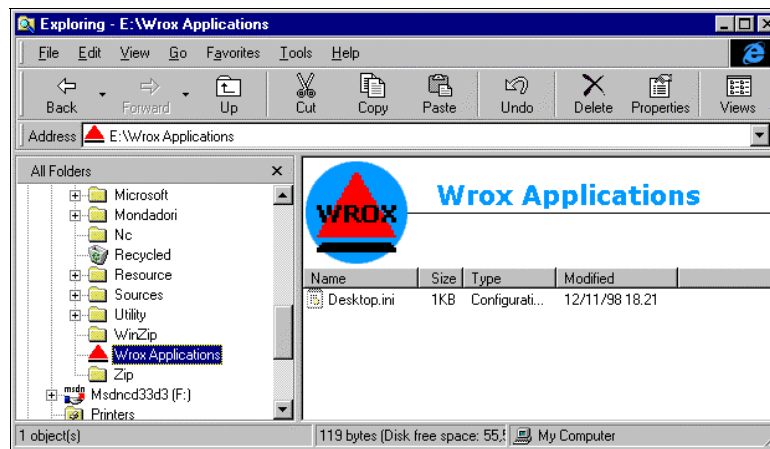 Exploring - E:\Wrox Applications
File Edit View Go Favorites Tools Help
Back Forward Up Cut Copy Paste Undo Delete Properties Views
Address E:\Wrox Applications
All Folders
Microsoft
Mondadori
Nc
Recycled
Resource
Sources
Utility
WinZip
Wrox Applications
Zip
msdn Msdncd33d3 (F:)
Printers
WROX
Wrox Applications
Name Size Type Modified
Desktop.ini 1KB Configurati... 12/11/98 18.21
1 object(s) 119 bytes (Disk free space: 55, My Computer